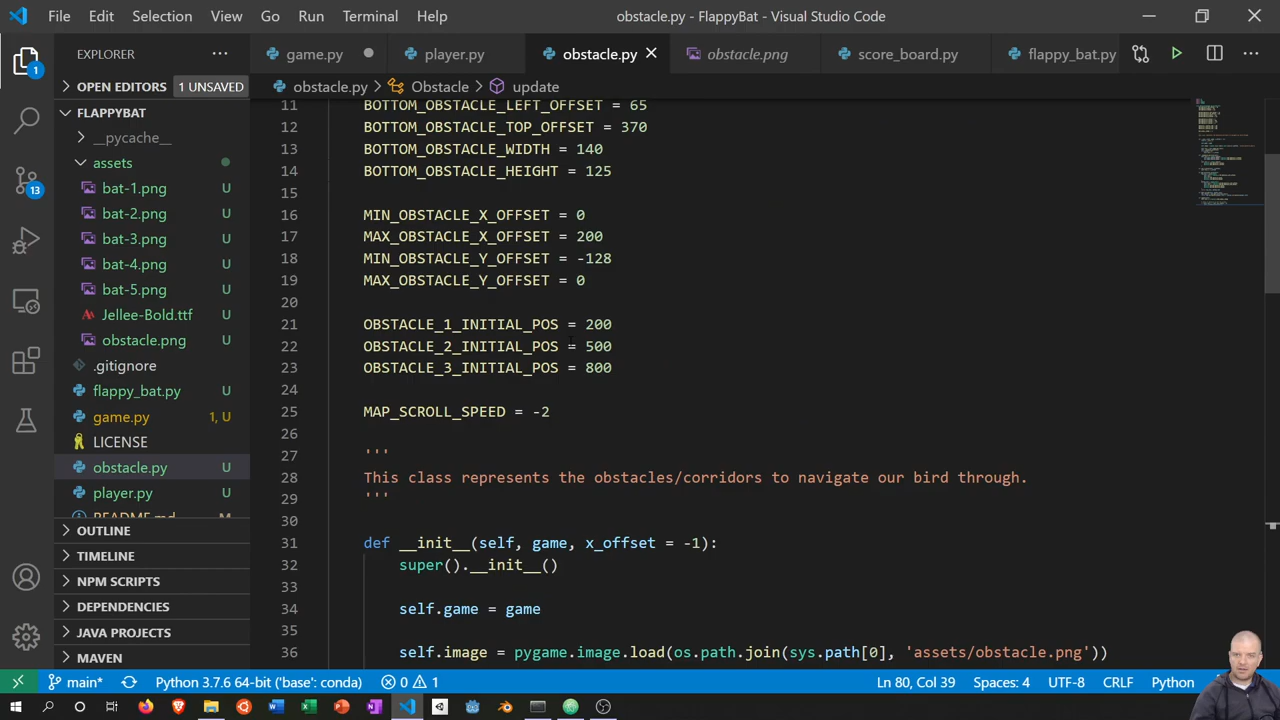 File Edit Selection View Go Run Terminal Help obstacle.py - FlappyBat - Visual Studio Code
EXPLORER
game.py player.py obstacle.py obstacle.png score_board.py flappy_bat.py
OPEN EDITORS 1 UNSAVED
obstacle.py > Obstacle > update
FLAPPYBAT
__pycache__
assets
bat-1.png U
bat-2.png U
bat-3.png U
bat-4.png U
bat-5.png U
Jellee-Bold.ttf U
obstacle.png U
.gitignore
flappy_bat.py U
game.py 1, U
LICENSE
obstacle.py U
player.py U
README.md
OUTLINE
TIMELINE
NPM SCRIPTS
DEPENDENCIES
JAVA PROJECTS
MAVEN
1
13
11 BOTTOM_OBSTACLE_LEFT_OFFSET = 65
12 BOTTOM_OBSTACLE_TOP_OFFSET = 370
13 BOTTOM_OBSTACLE_WIDTH = 140
14 BOTTOM_OBSTACLE_HEIGHT = 125
15
16 MIN_OBSTACLE_X_OFFSET = 0
17 MAX_OBSTACLE_X_OFFSET = 200
18 MIN_OBSTACLE_Y_OFFSET = -128
19 MAX_OBSTACLE_Y_OFFSET = 0
20
21 OBSTACLE_1_INITIAL_POS = 200
22 OBSTACLE_2_INITIAL_POS = 500
23 OBSTACLE_3_INITIAL_POS = 800
24
25 MAP_SCROLL_SPEED = -2
26
27 '''
28 This class represents the obstacles/corridors to navigate our bird through.
29 '''
30
31 def __init__(self, game, x_offset = -1):
32 super().__init__()
33
34 self.game = game
35
36 self.image = pygame.image.load(os.path.join(sys.path[0], 'assets/obstacle.png'))
main* Python 3.7.6 64-bit ('base': conda) 0 1 Ln 80, Col 39 Spaces: 4 UTF-8 CRLF Python